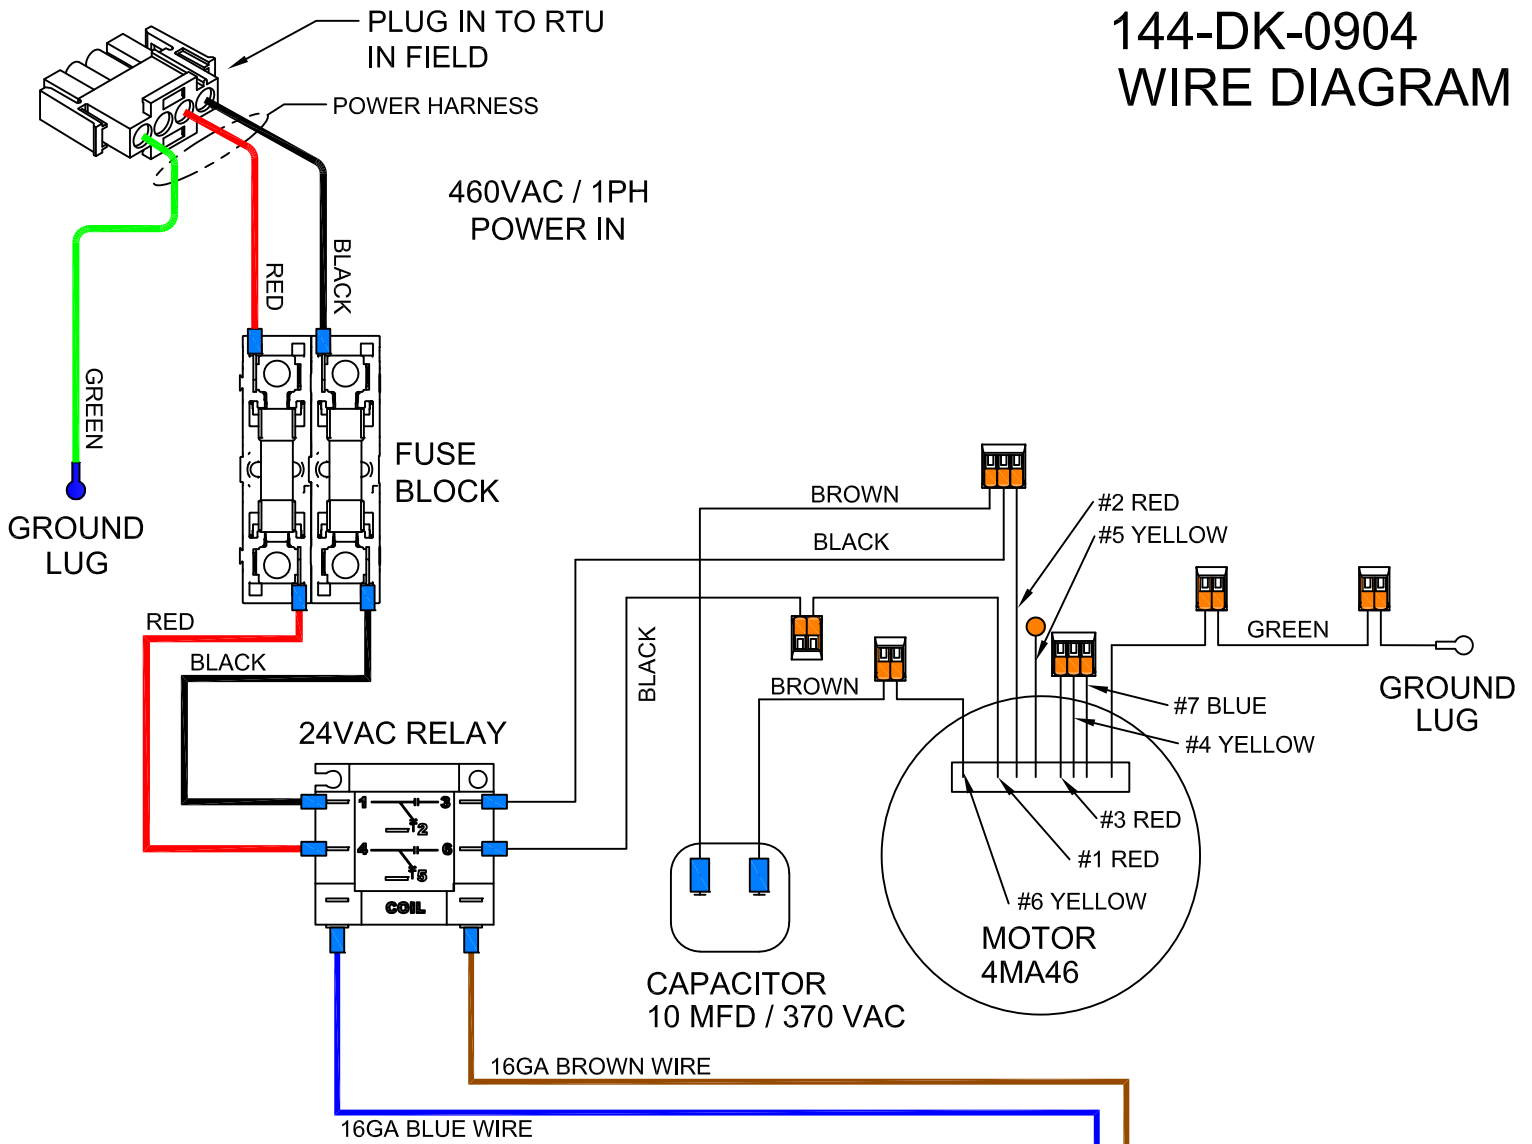 144-DK-0904
WIRE DIAGRAM
PLUG IN TO RTU
IN FIELD
POWER HARNESS
460VAC / 1PH
POWER IN
BLACK
RED
GREEN
FUSE
BLOCK
GROUND
LUG
RED
BLACK
24VAC RELAY
1
3
2
4
6
5
COIL
BROWN
BLACK
BLACK
BROWN
#2 RED
#5 YELLOW
GREEN
GROUND
LUG
#7 BLUE
#4 YELLOW
#3 RED
#1 RED
#6 YELLOW
MOTOR
4MA46
CAPACITOR
10 MFD / 370 VAC
16GA BROWN WIRE
16GA BLUE WIRE